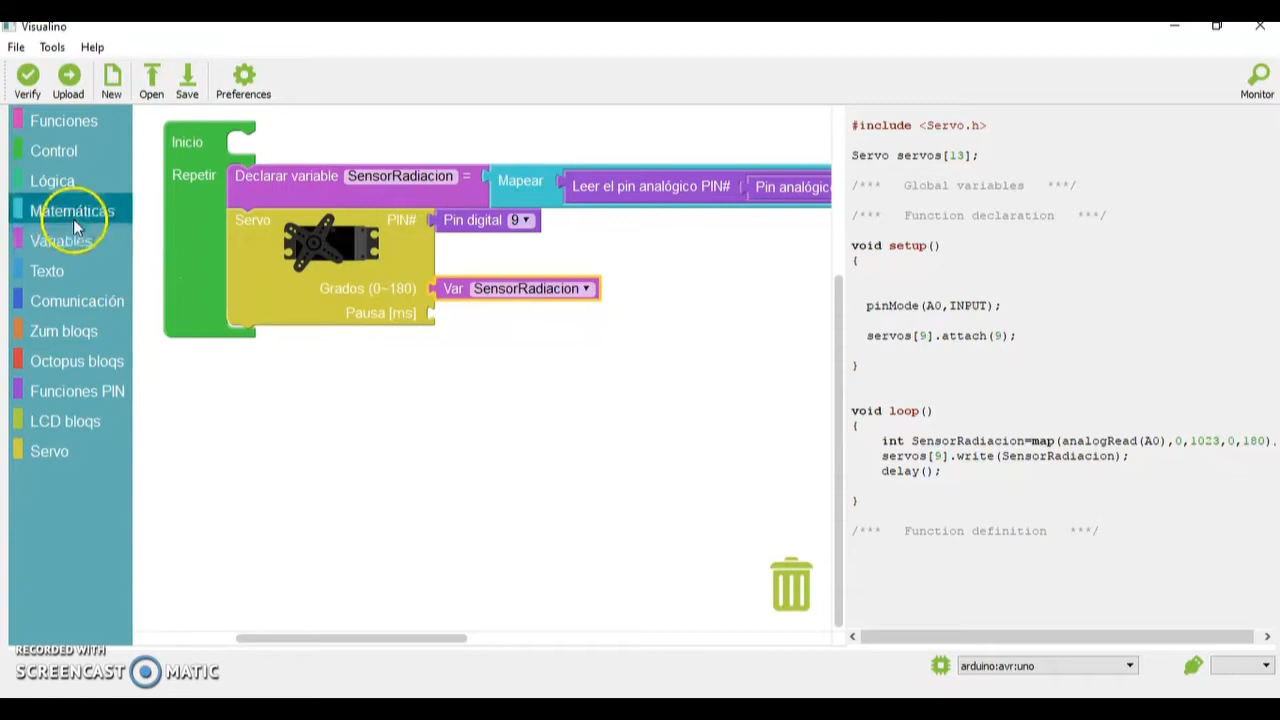 Visualino
File Tools Help
Verify Upload New Open Save Preferences Monitor
Funciones
Control
Lógica
Matemáticas
Variables
Texto
Comunicación
Zum bloqs
Octopus bloqs
Funciones PIN
LCD bloqs
Servo
Inicio
Repetir Declarar variable SensorRadiacion = Mapear Leer el pin analógico PIN# Pin analógic
Servo PIN# Pin digital 9
Grados (0~180) Var SensorRadiacion
Pausa [ms]
#include <Servo.h>
Servo servos[13];
/*** Global variables ***/
/*** Function declaration ***/
void setup()
{
pinMode(A0,INPUT);
servos[9].attach(9);
}
void loop()
{
int SensorRadiacion=map(analogRead(A0),0,1023,0,180)
servos[9].write(SensorRadiacion);
delay();
}
/*** Function definition ***/
arduino:avr:uno
RECORDED WITH
SCREENCAST MATIC